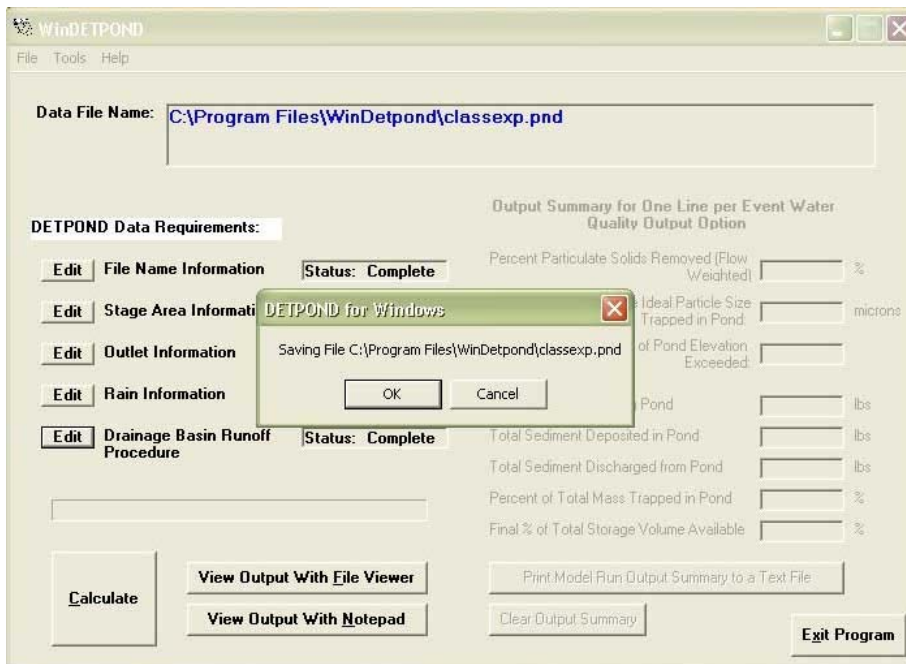 WinDETPOND
File Tools Help
Data File Name: C:\Program Files\WinDetpond\classexp.pnd
DETPOND Data Requirements:
Edit File Name Information Status: Complete
Edit Stage Area Informati
Edit Outlet Information
Edit Rain Information
Edit Drainage Basin Runoff
Procedure
Status: Complete
DETPOND for Windows
Saving File C:\Program Files\WinDetpond\classexp.pnd
OK Cancel
Output Summary for One Line per Event Water
Quality Output Option
Percent Particulate Solids Removed (Flow
Weighted) %
Ideal Particle Size
Trapped in Pond: microns
of Pond Elevation
Exceeded:
Pond lbs
Total Sediment Deposited in Pond lbs
Total Sediment Discharged from Pond lbs
Percent of Total Mass Trapped in Pond %
Final % of Total Storage Volume Available %
Calculate
View Output With File Viewer
View Output With Notepad
Print Model Run Output Summary to a Text File
Clear Output Summary
Exit Program